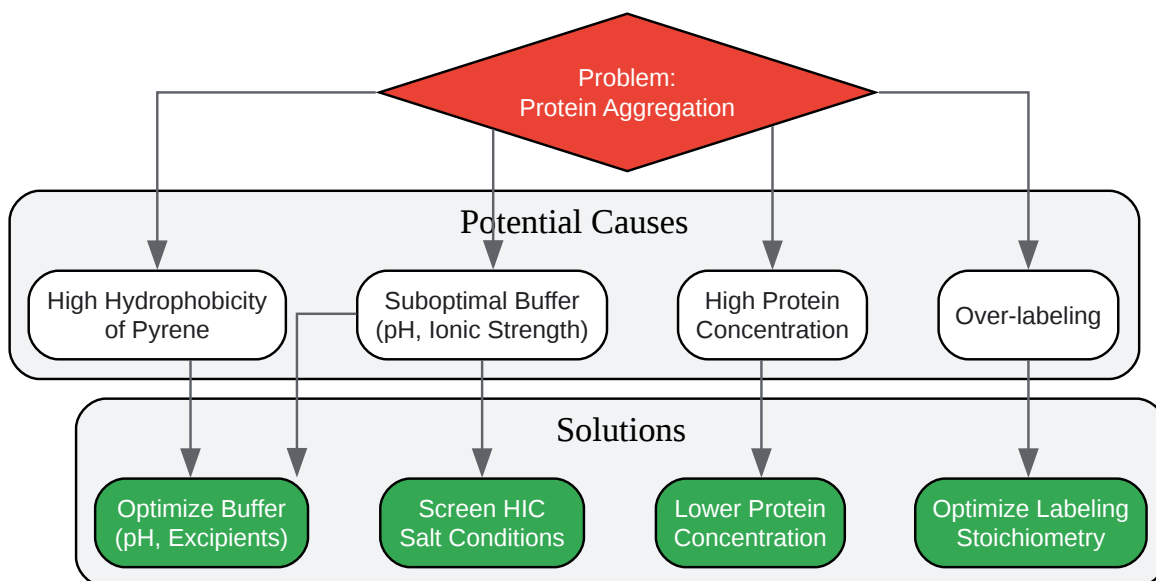 Problem:
Protein Aggregation
Potential Causes
High Hydrophobicity
of Pyrene
Suboptimal Buffer
(pH, Ionic Strength)
High Protein
Concentration
Over-labeling
Solutions
Optimize Buffer
(pH, Excipients)
Screen HIC
Salt Conditions
Lower Protein
Concentration
Optimize Labeling
Stoichiometry